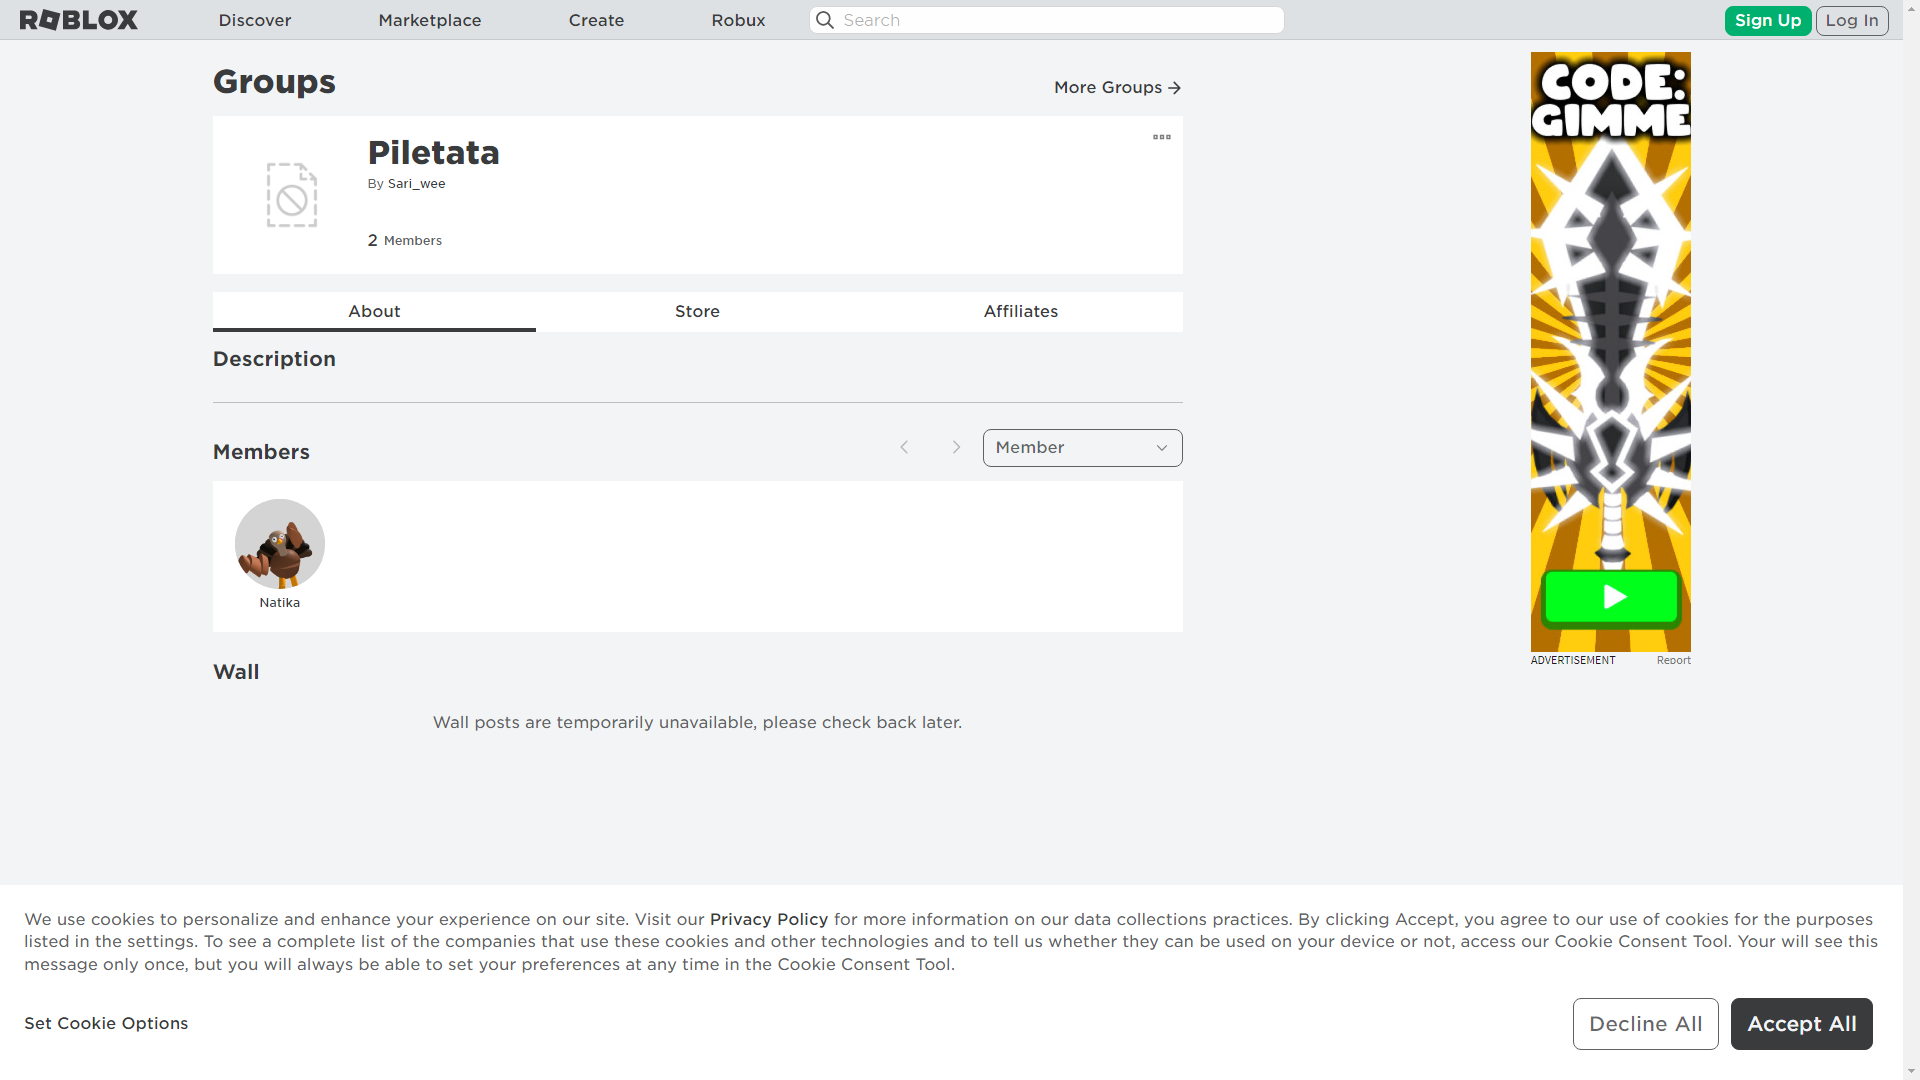 ROBLOX Discover Marketplace Create Robux Search Sign Up Log In
Groups
More Groups
Piletata
By Sari_wee
2 Members
About Store Affiliates
Description
Members
Member
Natika
Wall
Wall posts are temporarily unavailable, please check back later.
CODE:
GIMME
ADVERTISEMENT Report
We use cookies to personalize and enhance your experience on our site. Visit our Privacy Policy for more information on our data collections practices. By clicking Accept, you agree to our use of cookies for the purposes
listed in the settings. To see a complete list of the companies that use these cookies and other technologies and to tell us whether they can be used on your device or not, access our Cookie Consent Tool. Your will see this
message only once, but you will always be able to set your preferences at any time in the Cookie Consent Tool.
Set Cookie Options
Decline All
Accept All